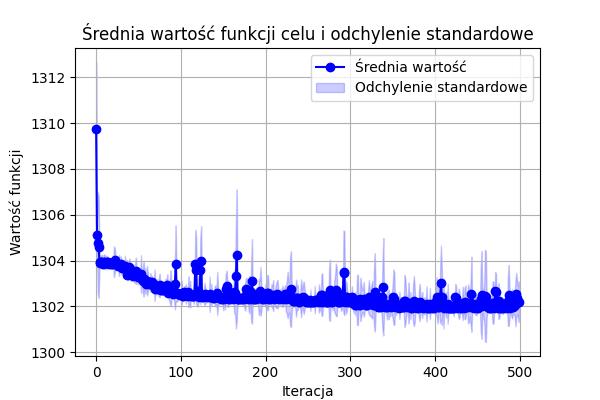 Średnia wartość funkcji celu i odchylenie standardowe
Średnia wartość
Odchylenie standardowe
Wartość funkcji
1312
1310
1308
1306
1304
1302
1300
0 100 200 300 400 500
Iteracja